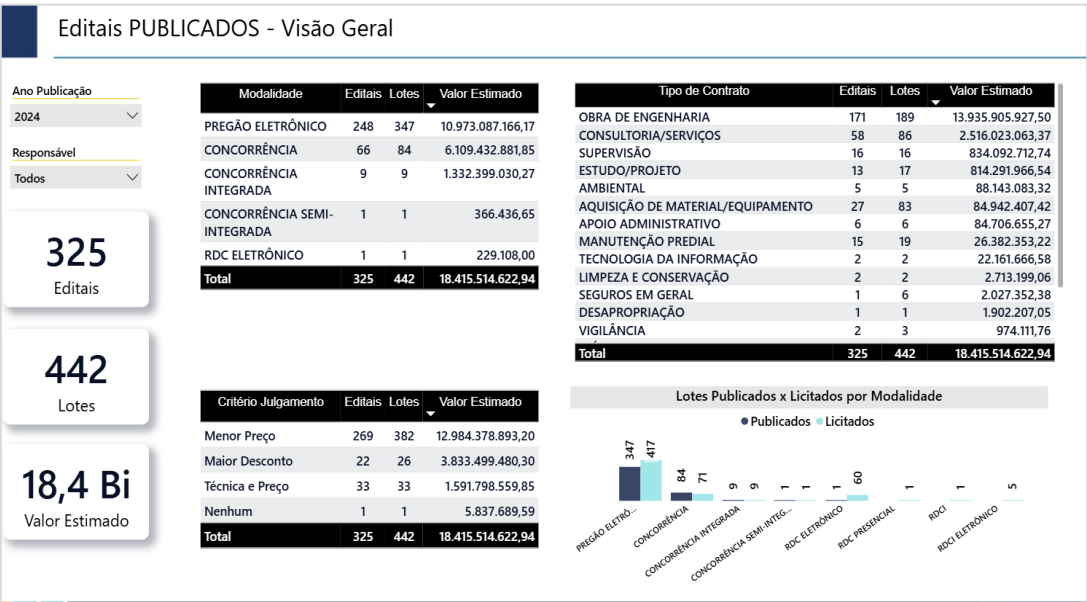 Editais PUBLICADOS - Visão Geral
Ano Publicação
2024
Responsável
Todos
325
Editais
442
Lotes
18,4 Bi
Valor Estimado
Modalidade Editais Lotes Valor Estimado
PREGÃO ELETRÔNICO 248 347 10.973.087.166,17
CONCORRÊNCIA 66 84 6.109.432.881,85
CONCORRÊNCIA 9 9 1.332.399.030,27
INTEGRADA
CONCORRÊNCIA SEMI- 1 1 366.436,65
INTEGRADA
RDC ELETRÔNICO 1 1 229.108,00
Total 325 442 18.415.514.622,94
Critério Julgamento Editais Lotes Valor Estimado
Menor Preço 269 382 12.984.378.893,20
Maior Desconto 22 26 3.833.499.480,30
Técnica e Preço 33 33 1.591.798.559,85
Nenhum 1 1 5.837.689,59
Total 325 442 18.415.514.622,94
Tipo de Contrato Editais Lotes Valor Estimado
OBRA DE ENGENHARIA 171 189 13.935.905.927,50
CONSULTORIA/SERVIÇOS 58 86 2.516.023.063,37
SUPERVISÃO 16 16 834.092.712,74
ESTUDO/PROJETO 13 17 814.291.966,54
AMBIENTAL 5 5 88.143.083,32
AQUISIÇÃO DE MATERIAL/EQUIPAMENTO 27 83 84.942.407,42
APOIO ADMINISTRATIVO 6 6 84.706.655,27
MANUTENÇÃO PREDIAL 15 19 26.382.353,22
TECNOLOGIA DA INFORMAÇÃO 2 2 22.161.666,58
LIMPEZA E CONSERVAÇÃO 2 2 2.713.199,06
SEGUROS EM GERAL 1 6 2.027.352,38
DESAPROPRIAÇÃO 1 1 1.902.207,05
VIGILÂNCIA 2 3 974.111,76
Total 325 442 18.415.514.622,94
Lotes Publicados x Licitados por Modalidade
Publicados Licitados
347 417 84 71 9 9 1 1 1 60 1 1 5
PREGÃO ELETRÔ...
CONCORRÊNCIA
CONCORRÊNCIA INTEGRADA
CONCORRÊNCIA SEMI-INTEG...
RDC ELETRÔNICO
RDC PRESENCIAL
RDCI
RDCI ELETRÔNICO